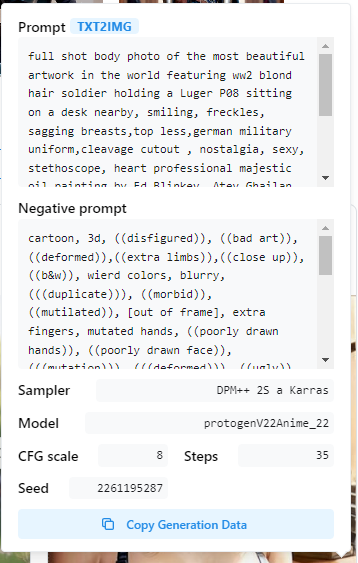 Prompt TXT2IMG
full shot body photo of the most beautiful
artwork in the world featuring ww2 blond
hair soldier holding a Luger P08 sitting
on a desk nearby, smiling, freckles,
sagging breasts,top less,german military
uniform,cleavage cutout , nostalgia, sexy,
stethoscope, heart professional majestic
oil painting by Ed Blinkey, Atey Ghailan,
Negative prompt
cartoon, 3d, ((disfigured)), ((bad art)),
((deformed)),((extra limbs)),((close up)),
((b&w)), wierd colors, blurry,
(((duplicate))), ((morbid)),
((mutilated)), [out of frame], extra
fingers, mutated hands, ((poorly drawn
hands)), ((poorly drawn face)),
(((mutation))), (((deformed))), ((ugly)),
Sampler DPM++ 2S a Karras
Model protogenV22Anime_22
CFG scale 8 Steps 35
Seed 2261195287
Copy Generation Data